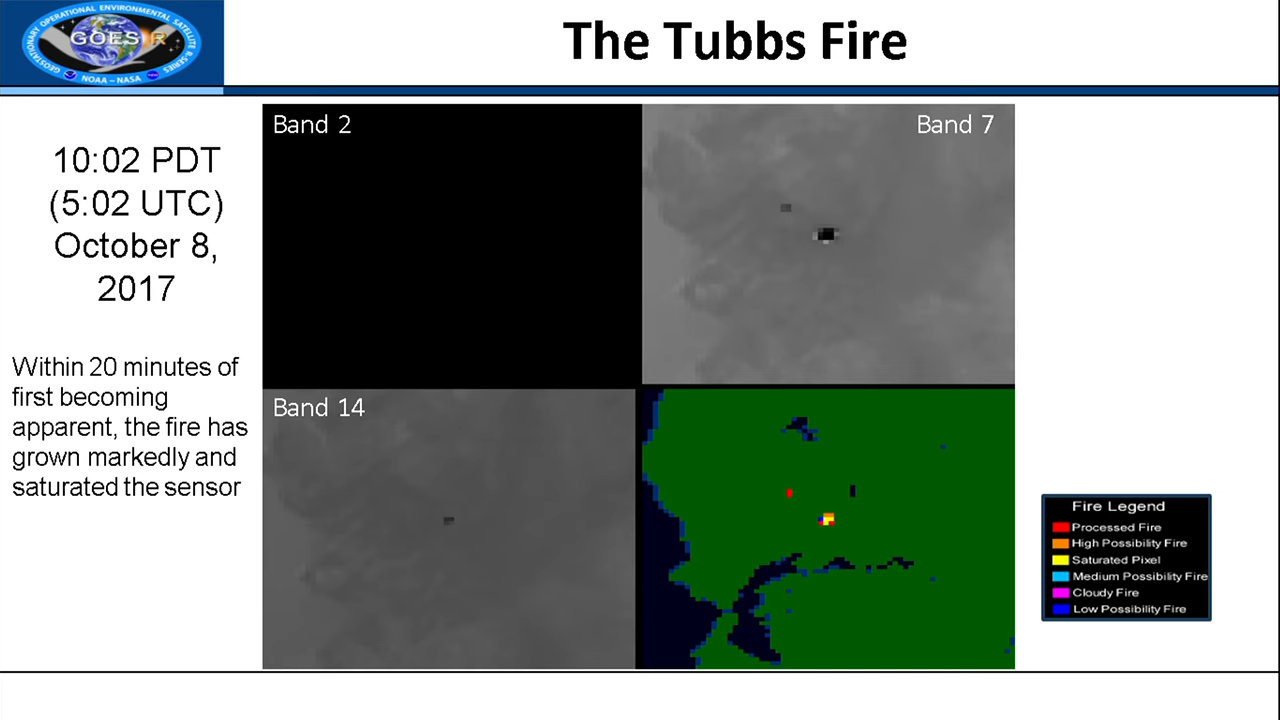 GEOSTATIONARY OPERATIONAL ENVIRONMENTAL SATELLITE R-SERIES
GOES R
NOAA – NASA
The Tubbs Fire
10:02 PDT
(5:02 UTC)
October 8,
2017
Within 20 minutes of
first becoming
apparent, the fire has
grown markedly and
saturated the sensor
Band 2
Band 7
Band 14
Fire Legend
Processed Fire
High Possibility Fire
Saturated Pixel
Medium Possibility Fire
Cloudy Fire
Low Possibility Fire